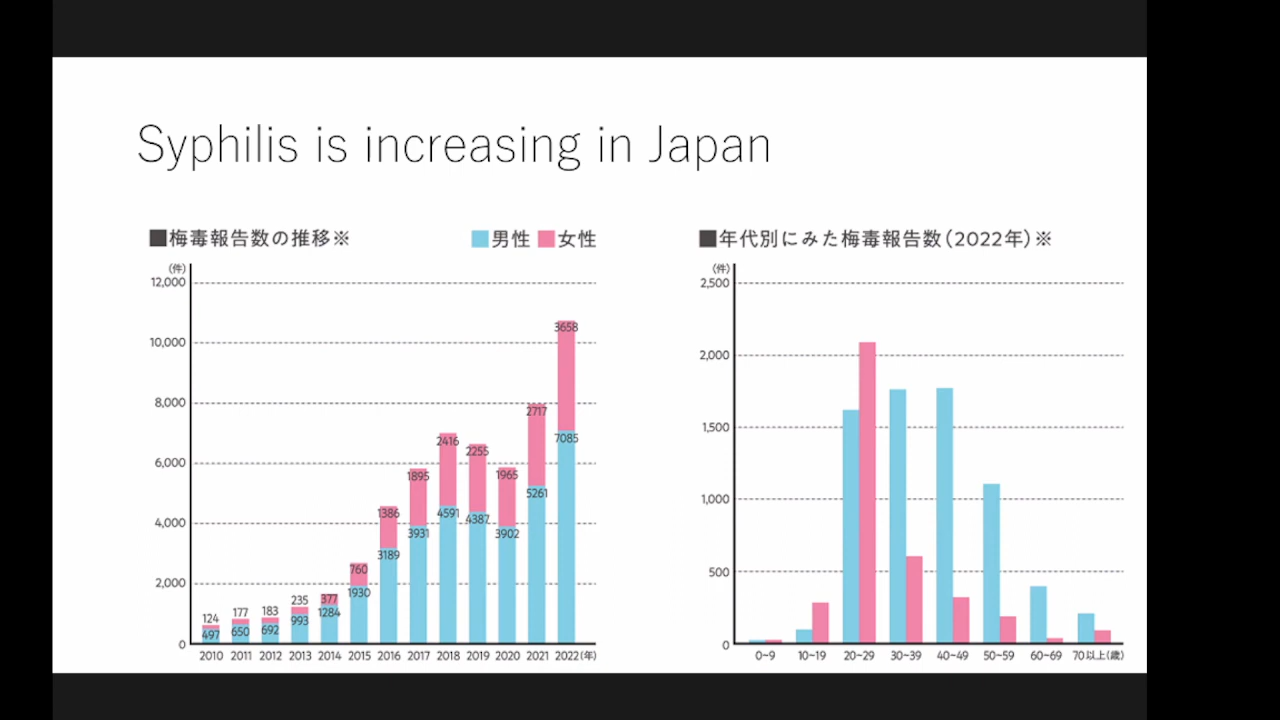 Syphilis is increasing in Japan
■梅毒報告数の推移※
男性 女性
(件)
12,000
10,000
8,000
6,000
4,000
2,000
0
124 177 183 235 377 760 1386 1895 2416 2255 1965 2717 3658
497 650 692 993 1284 1930 3189 3931 4591 4387 3902 5261 7085
2010 2011 2012 2013 2014 2015 2016 2017 2018 2019 2020 2021 2022(年)
■年代別にみた梅毒報告数(2022年)※
(件)
2,500
2,000
1,500
1,000
500
0
0~9 10~19 20~29 30~39 40~49 50~59 60~69 70以上(歳)